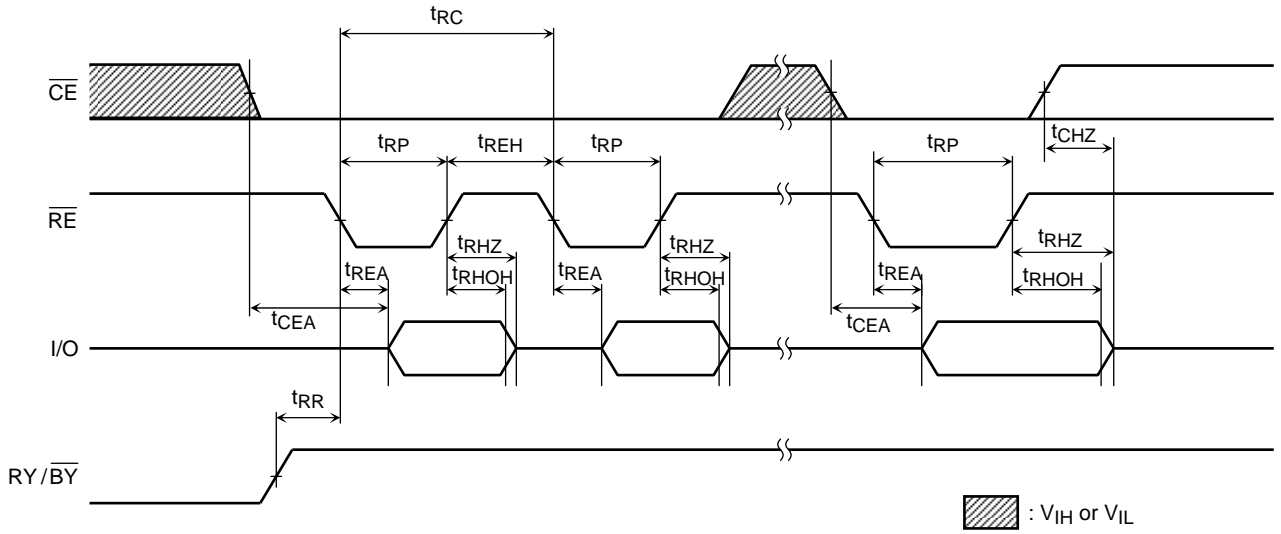 tRC
CE
tCHZ
tRP tREH tRP tRP
RE
tRHZ tRHZ tRHZ
tREA tRHOH tREA tRHOH tREA tRHOH
tCEA tCEA
I/O
tRR
RY/BY
: VIH or VIL